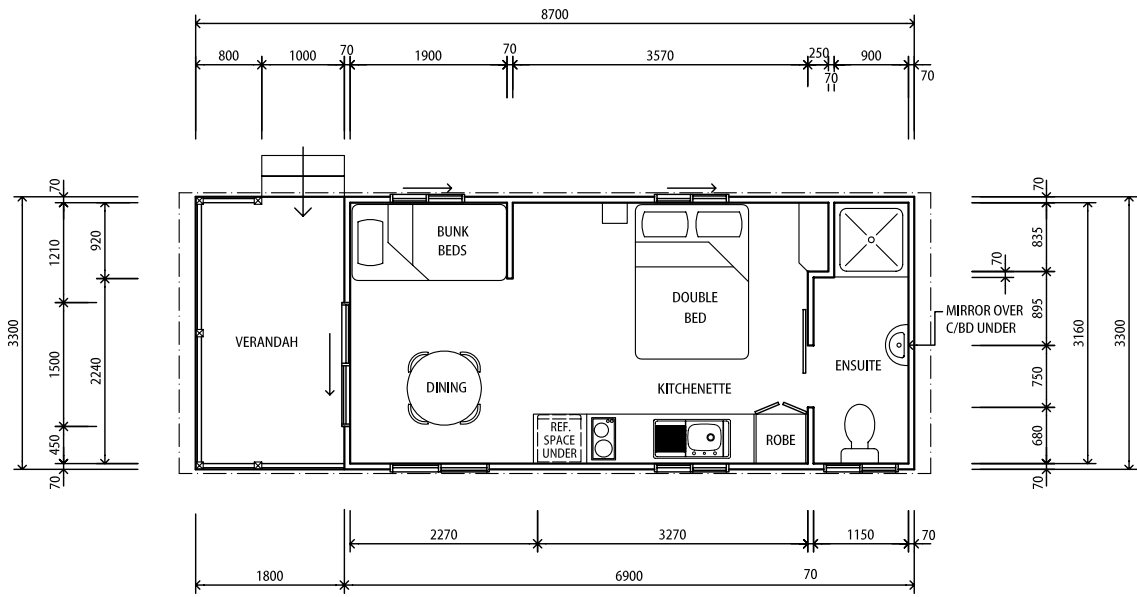 8700
800
1000
70
1900
70
3570
250
70
900
70
70
3300
1210
1500
450
70
920
2240
VERANDAH
BUNK
BEDS
DINING
DOUBLE
BED
KITCHENETTE
REF.
SPACE
UNDER
ROBE
ENSUITE
MIRROR OVER
C/BD UNDER
70
70
835
895
750
680
70
3160
3300
2270
3270
1150
70
1800
6900
70